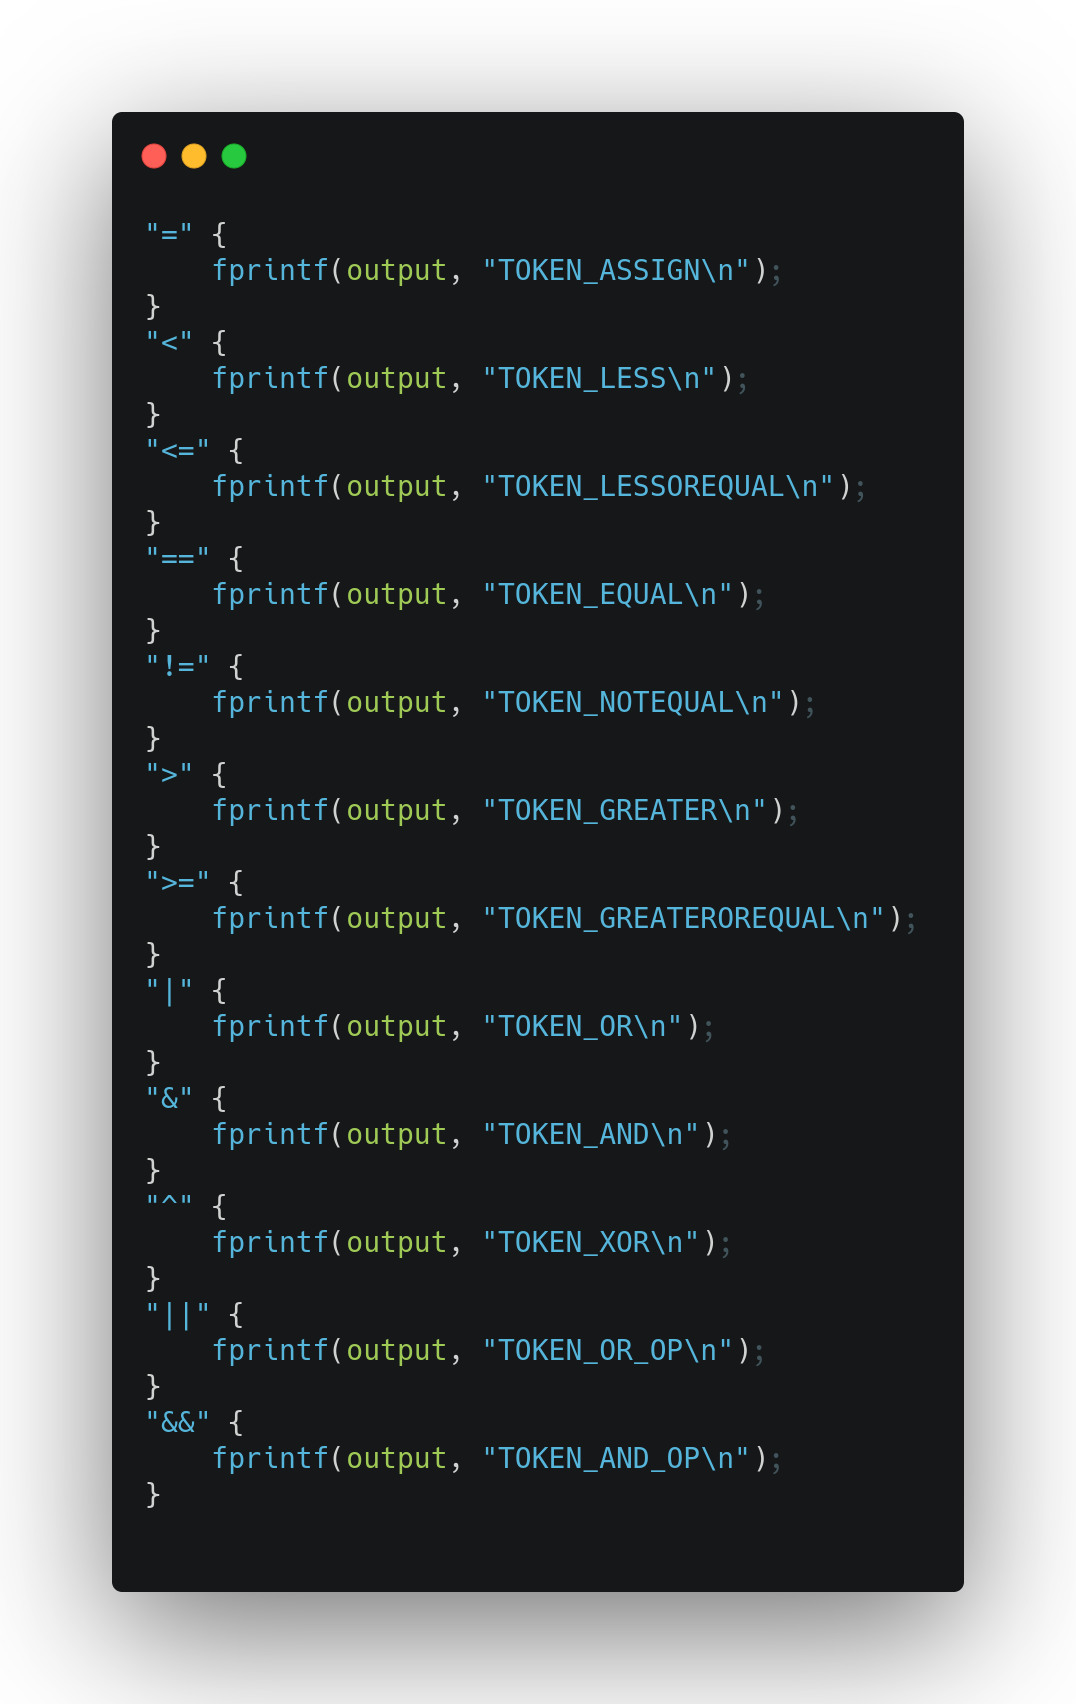 "=" {
    fprintf(output, "TOKEN_ASSIGN\n");
}
"<" {
    fprintf(output, "TOKEN_LESS\n");
}
"<=" {
    fprintf(output, "TOKEN_LESSOREQUAL\n");
}
"==" {
    fprintf(output, "TOKEN_EQUAL\n");
}
"!=" {
    fprintf(output, "TOKEN_NOTEQUAL\n");
}
">" {
    fprintf(output, "TOKEN_GREATER\n");
}
">=" {
    fprintf(output, "TOKEN_GREATEROREQUAL\n");
}
"|" {
    fprintf(output, "TOKEN_OR\n");
}
"&" {
    fprintf(output, "TOKEN_AND\n");
}
"^" {
    fprintf(output, "TOKEN_XOR\n");
}
"||" {
    fprintf(output, "TOKEN_OR_OP\n");
}
"&&" {
    fprintf(output, "TOKEN_AND_OP\n");
}